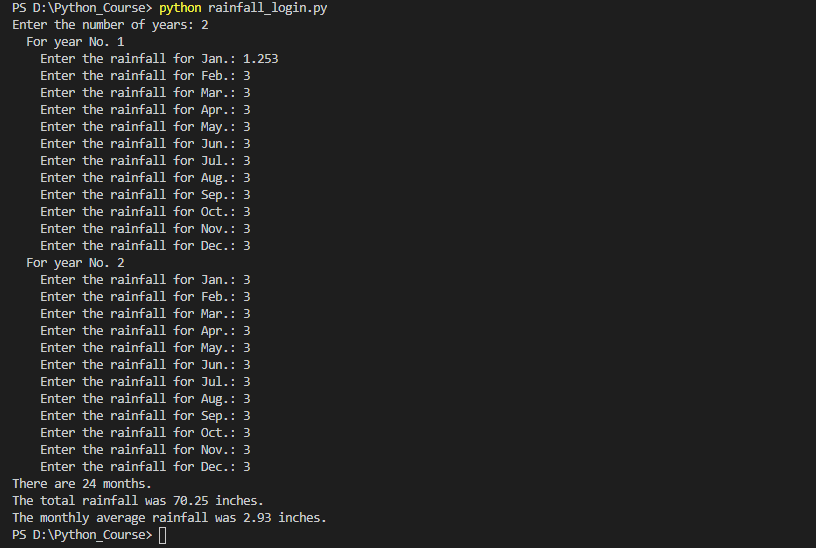 PS D:\Python_Course> python rainfall_login.py
Enter the number of years: 2
  For year No. 1
    Enter the rainfall for Jan.: 1.253
    Enter the rainfall for Feb.: 3
    Enter the rainfall for Mar.: 3
    Enter the rainfall for Apr.: 3
    Enter the rainfall for May.: 3
    Enter the rainfall for Jun.: 3
    Enter the rainfall for Jul.: 3
    Enter the rainfall for Aug.: 3
    Enter the rainfall for Sep.: 3
    Enter the rainfall for Oct.: 3
    Enter the rainfall for Nov.: 3
    Enter the rainfall for Dec.: 3
  For year No. 2
    Enter the rainfall for Jan.: 3
    Enter the rainfall for Feb.: 3
    Enter the rainfall for Mar.: 3
    Enter the rainfall for Apr.: 3
    Enter the rainfall for May.: 3
    Enter the rainfall for Jun.: 3
    Enter the rainfall for Jul.: 3
    Enter the rainfall for Aug.: 3
    Enter the rainfall for Sep.: 3
    Enter the rainfall for Oct.: 3
    Enter the rainfall for Nov.: 3
    Enter the rainfall for Dec.: 3
There are 24 months.
The total rainfall was 70.25 inches.
The monthly average rainfall was 2.93 inches.
PS D:\Python_Course>